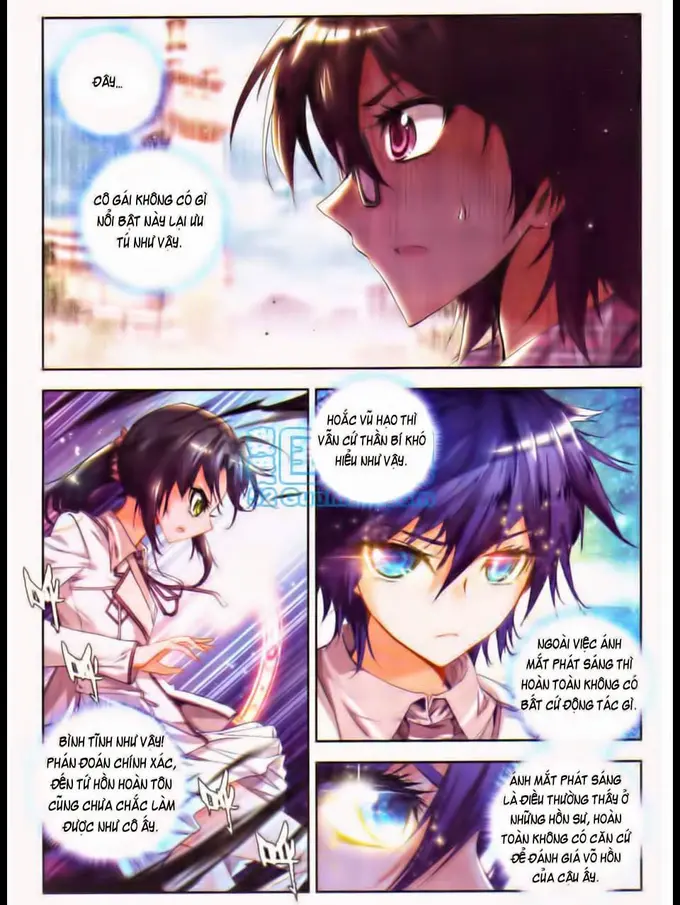 ĐÂY...
CÔ GÁI KHÔNG CÓ GÌ
NỔI BẬT NÀY LẠI ƯU
TÚ NHƯ VẬY.
HOẮC VŨ HẠO THÌ
VẪN CỨ THẦN BÍ KHÓ
HIỂU NHƯ VẬY.
NGOÀI VIỆC ÁNH
MẮT PHÁT SÁNG THÌ
HOÀN TOÀN KHÔNG CÓ
BẤT CỨ ĐỘNG TÁC GÌ.
BÌNH TĨNH NHƯ VẬY!
PHÁN ĐOÁN CHÍNH XÁC,
ĐẾN TỨ HỒN HOÀN TÔN
CŨNG CHƯA CHẮC LÀM
ĐƯỢC NHƯ CÔ ẤY.
ÁNH MẮT PHÁT SÁNG
LÀ ĐIỀU THƯỜNG THẤY Ở
NHỮNG HỒN SƯ, HOÀN
TOÀN KHÔNG CÓ CĂN CỨ
ĐỂ ĐÁNH GIÁ VÕ HỒN
CỦA CẬU ẤY.